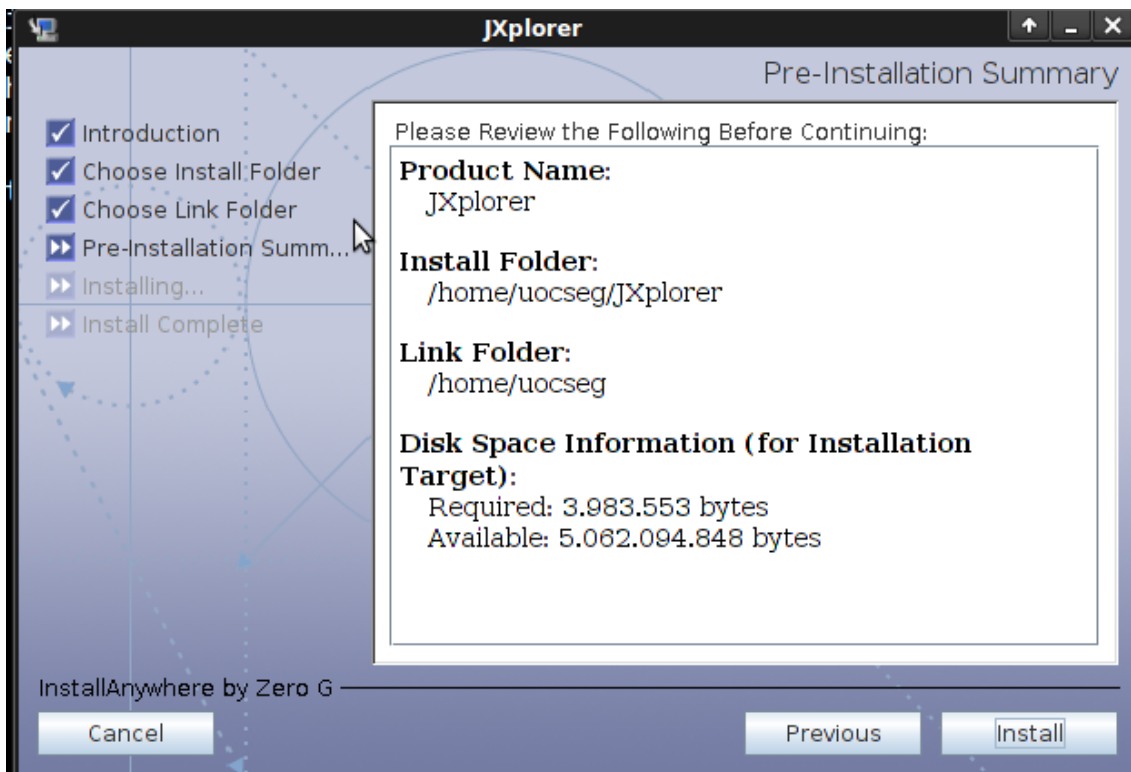 JXplorer
Pre-Installation Summary
Introduction
Choose Install Folder
Choose Link Folder
Pre-Installation Summ...
Installing...
Install Complete
Please Review the Following Before Continuing:
Product Name:
JXplorer
Install Folder:
/home/uocseg/JXplorer
Link Folder:
/home/uocseg
Disk Space Information (for Installation
Target):
Required: 3.983.553 bytes
Available: 5.062.094.848 bytes
InstallAnywhere by Zero G
Cancel
Previous
Install